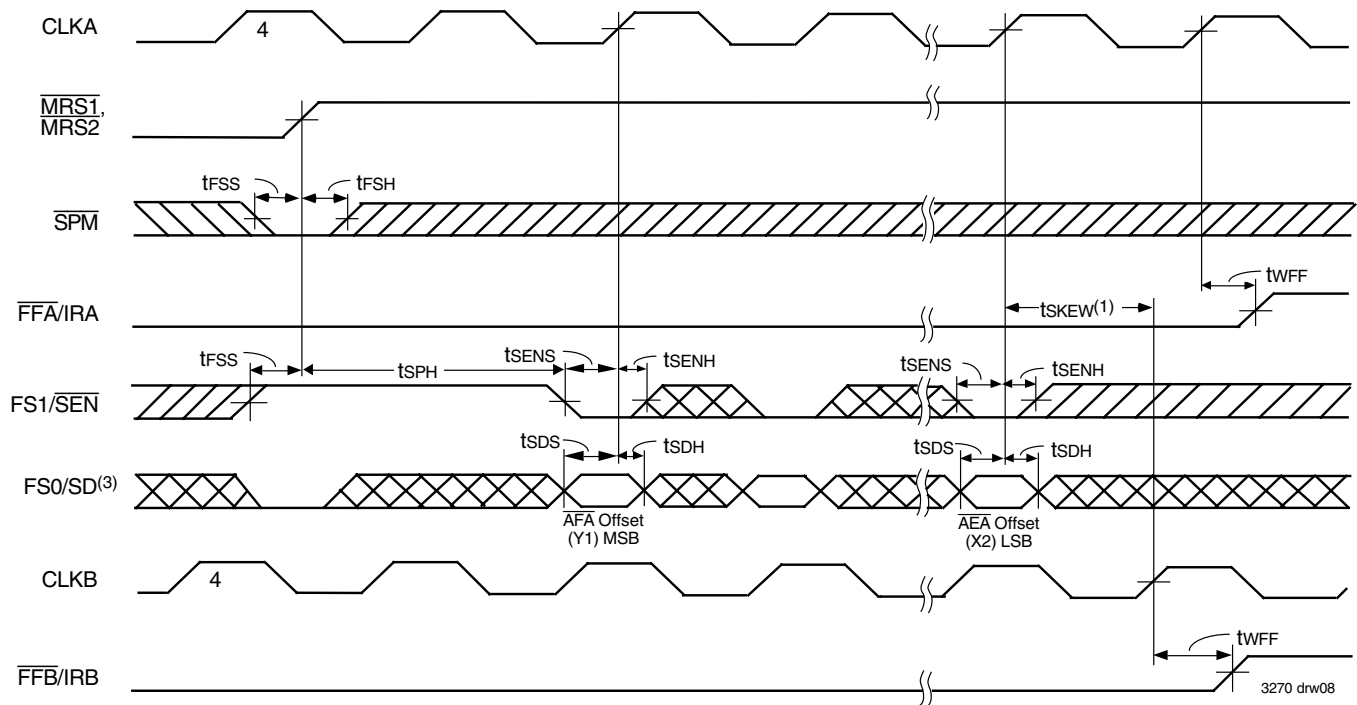 CLKA
4
MRS1,
MRS2
tFSS
tFSH
SPM
tWFF
FFA/IRA
tSKEW(1)
tFSS
tSPH
tSENS
tSENH
tSENS
tSENH
FS1/SEN
tSDS
tSDH
tSDS
tSDH
FS0/SD(3)
AFA Offset
(Y1) MSB
AEA Offset
(X2) LSB
CLKB
4
tWFF
FFB/IRB
3270 drw08